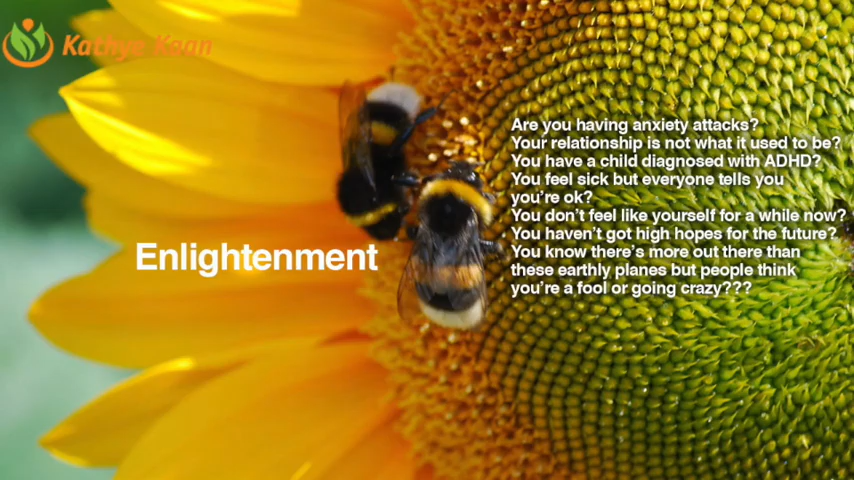 Kathye Kaan
Enlightenment
Are you having anxiety attacks?
Your relationship is not what it used to be?
You have a child diagnosed with ADHD?
You feel sick but everyone tells you
you're ok?
You don't feel like yourself for a while now?
You haven't got high hopes for the future?
You know there's more out there than
these earthly planes but people think
you're a fool or going crazy???